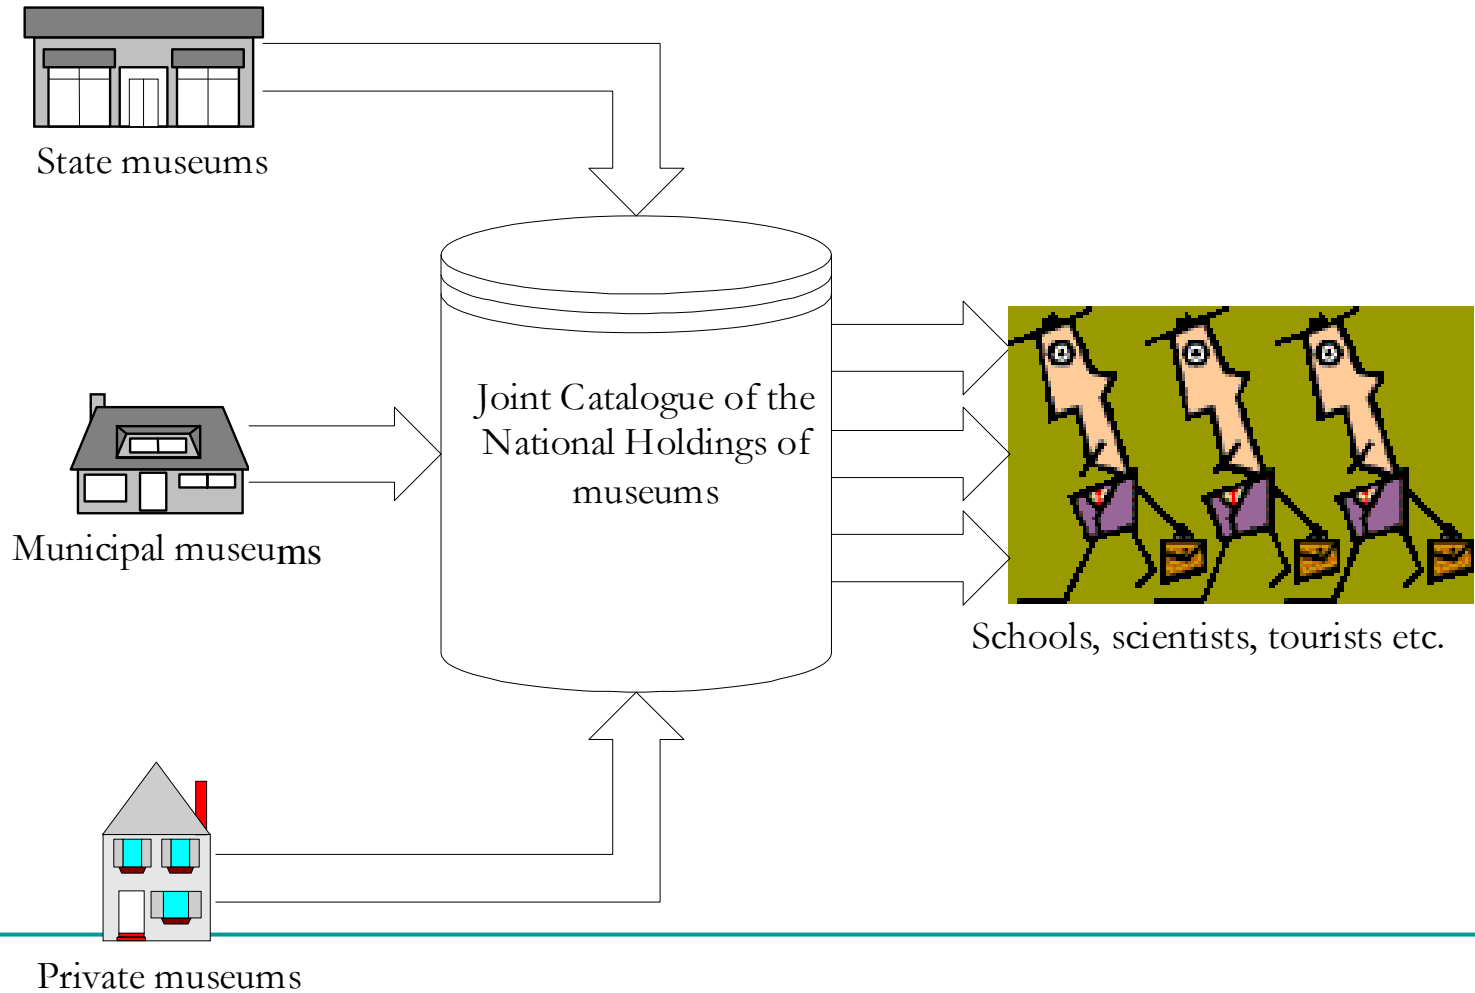 State museums
Joint Catalogue of the
National Holdings of
museums
Municipal museums
Schools, scientists, tourists etc.
Private museums